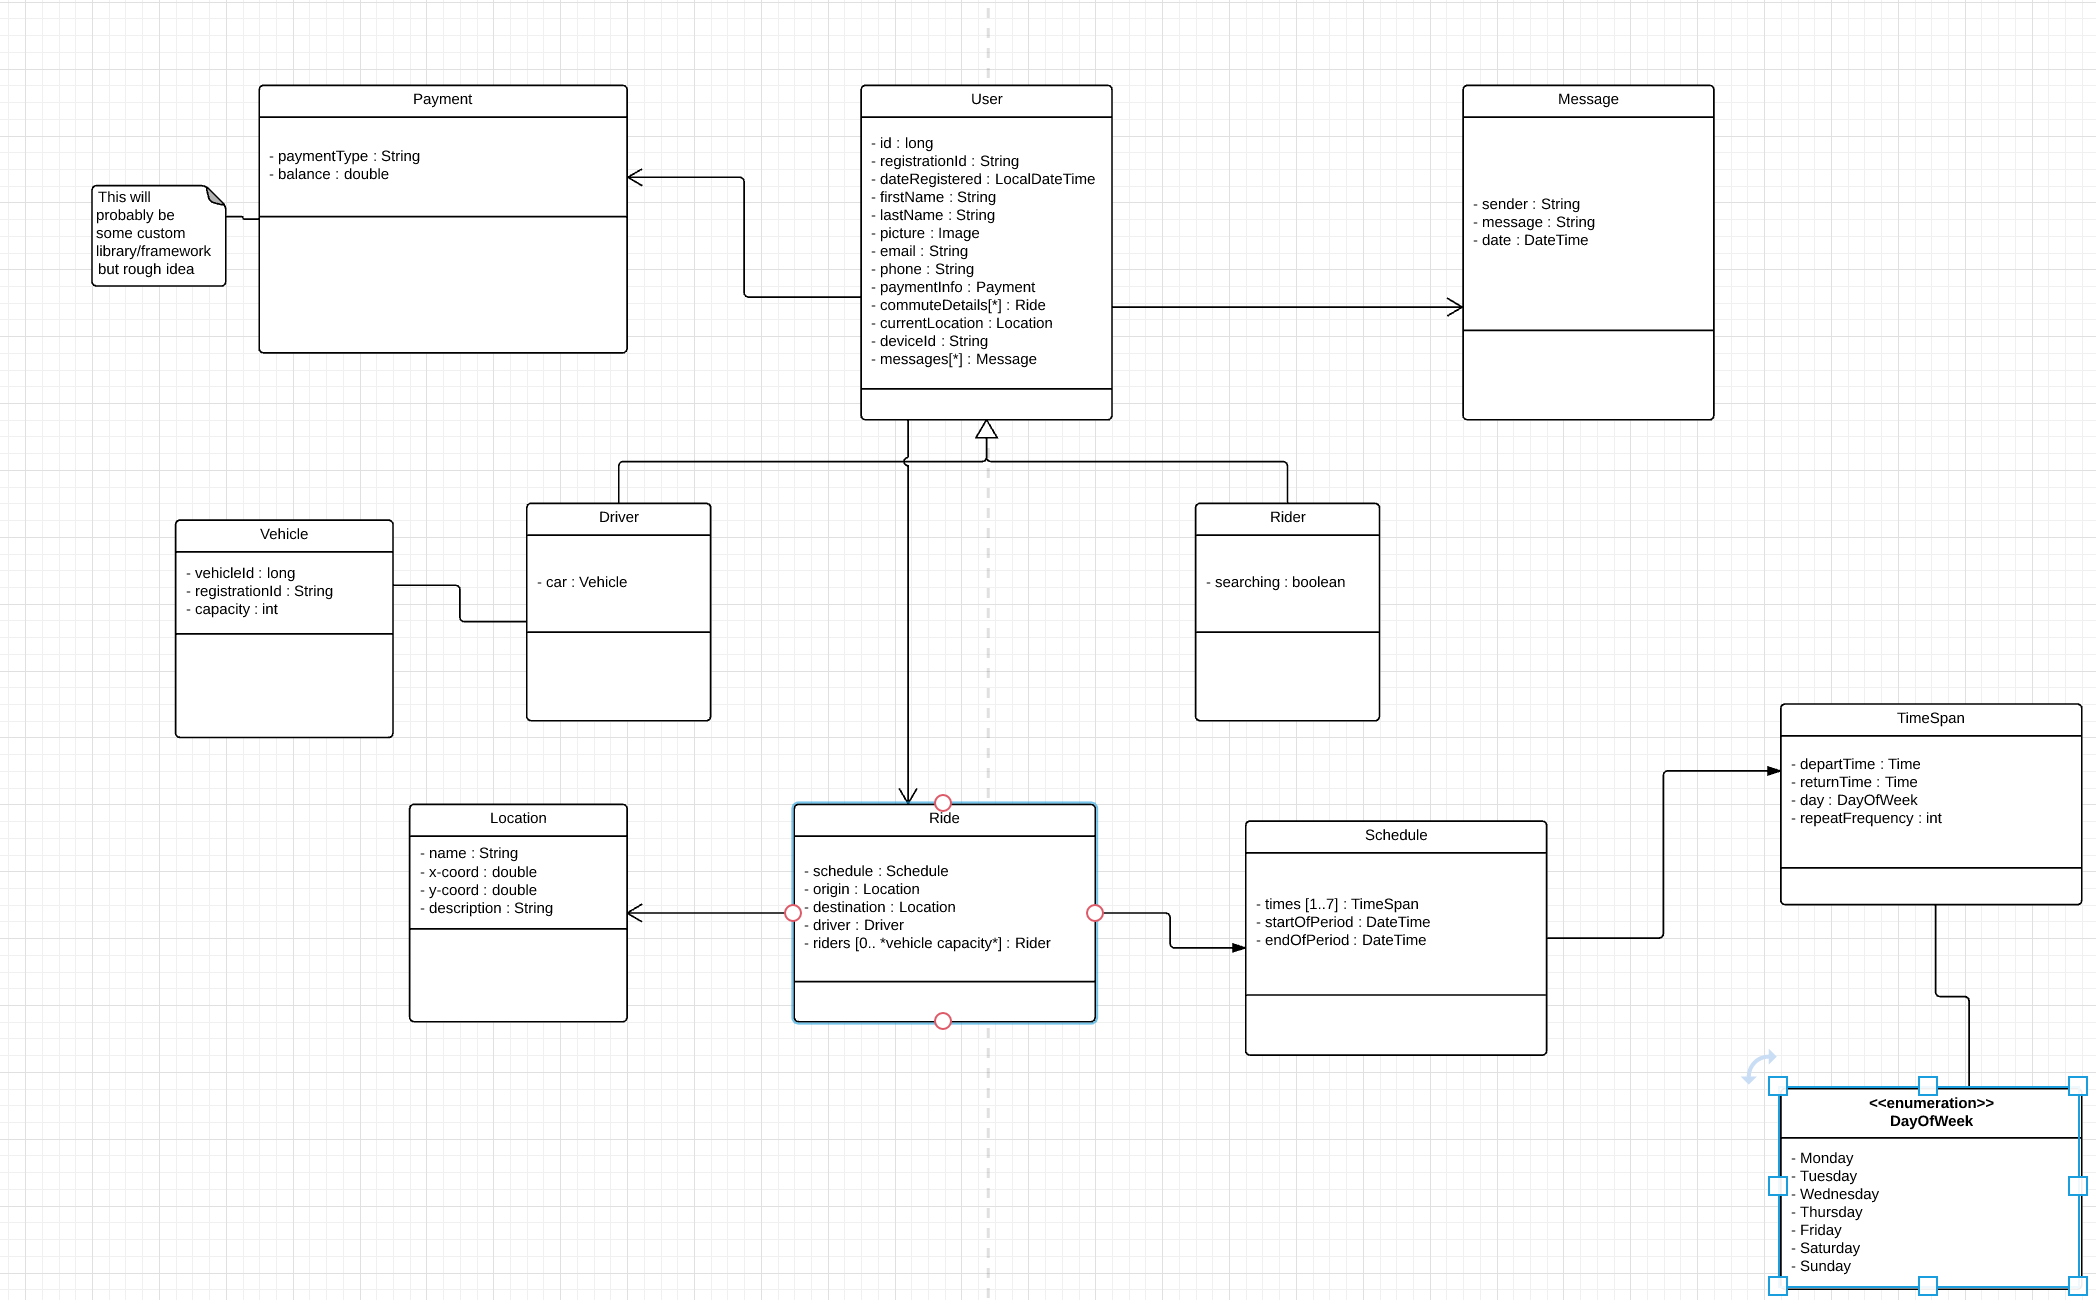 Payment
- paymentType : String
- balance : double
This will
probably be
some custom
library/framework
but rough idea
User
- id : long
- registrationId : String
- dateRegistered : LocalDateTime
- firstName : String
- lastName : String
- picture : Image
- email : String
- phone : String
- paymentInfo : Payment
- commuteDetails[*] : Ride
- currentLocation : Location
- deviceId : String
- messages[*] : Message
Message
- sender : String
- message : String
- date : DateTime
Vehicle
- vehicleId : long
- registrationId : String
- capacity : int
Driver
- car : Vehicle
Rider
- searching : boolean
Location
- name : String
- x-coord : double
- y-coord : double
- description : String
Ride
- schedule : Schedule
- origin : Location
- destination : Location
- driver : Driver
- riders [0.. *vehicle capacity*] : Rider
Schedule
- times [1..7] : TimeSpan
- startOfPeriod : DateTime
- endOfPeriod : DateTime
TimeSpan
- departTime : Time
- returnTime : Time
- day : DayOfWeek
- repeatFrequency : int
<<enumeration>>
DayOfWeek
- Monday
- Tuesday
- Wednesday
- Thursday
- Friday
- Saturday
- Sunday